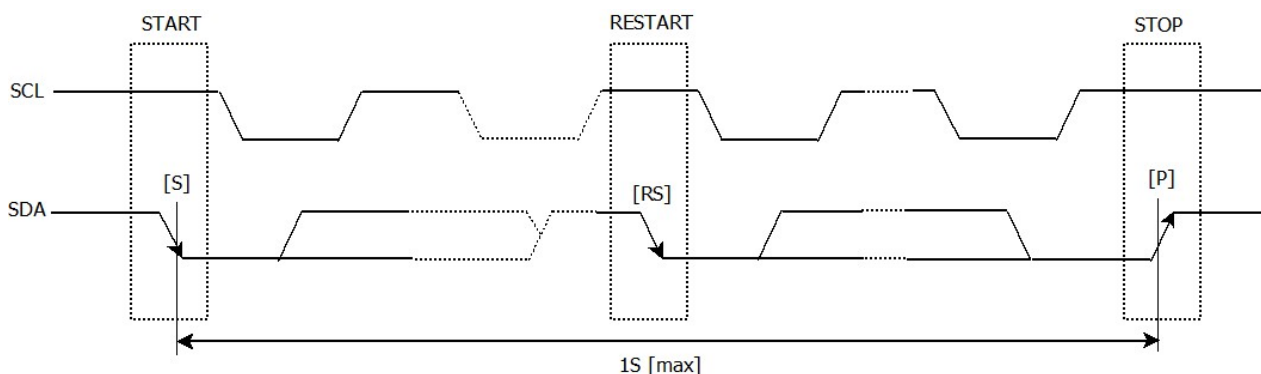 START RESTART STOP
SCL
[S] [RS] [P]
SDA
1S [max]